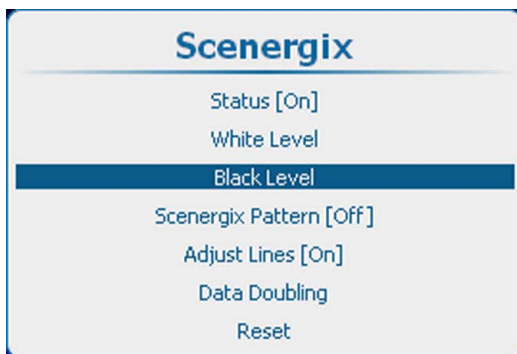 Scenergix
Status [On]
White Level
Black Level
Scenergix Pattern [Off]
Adjust Lines [On]
Data Doubling
Reset